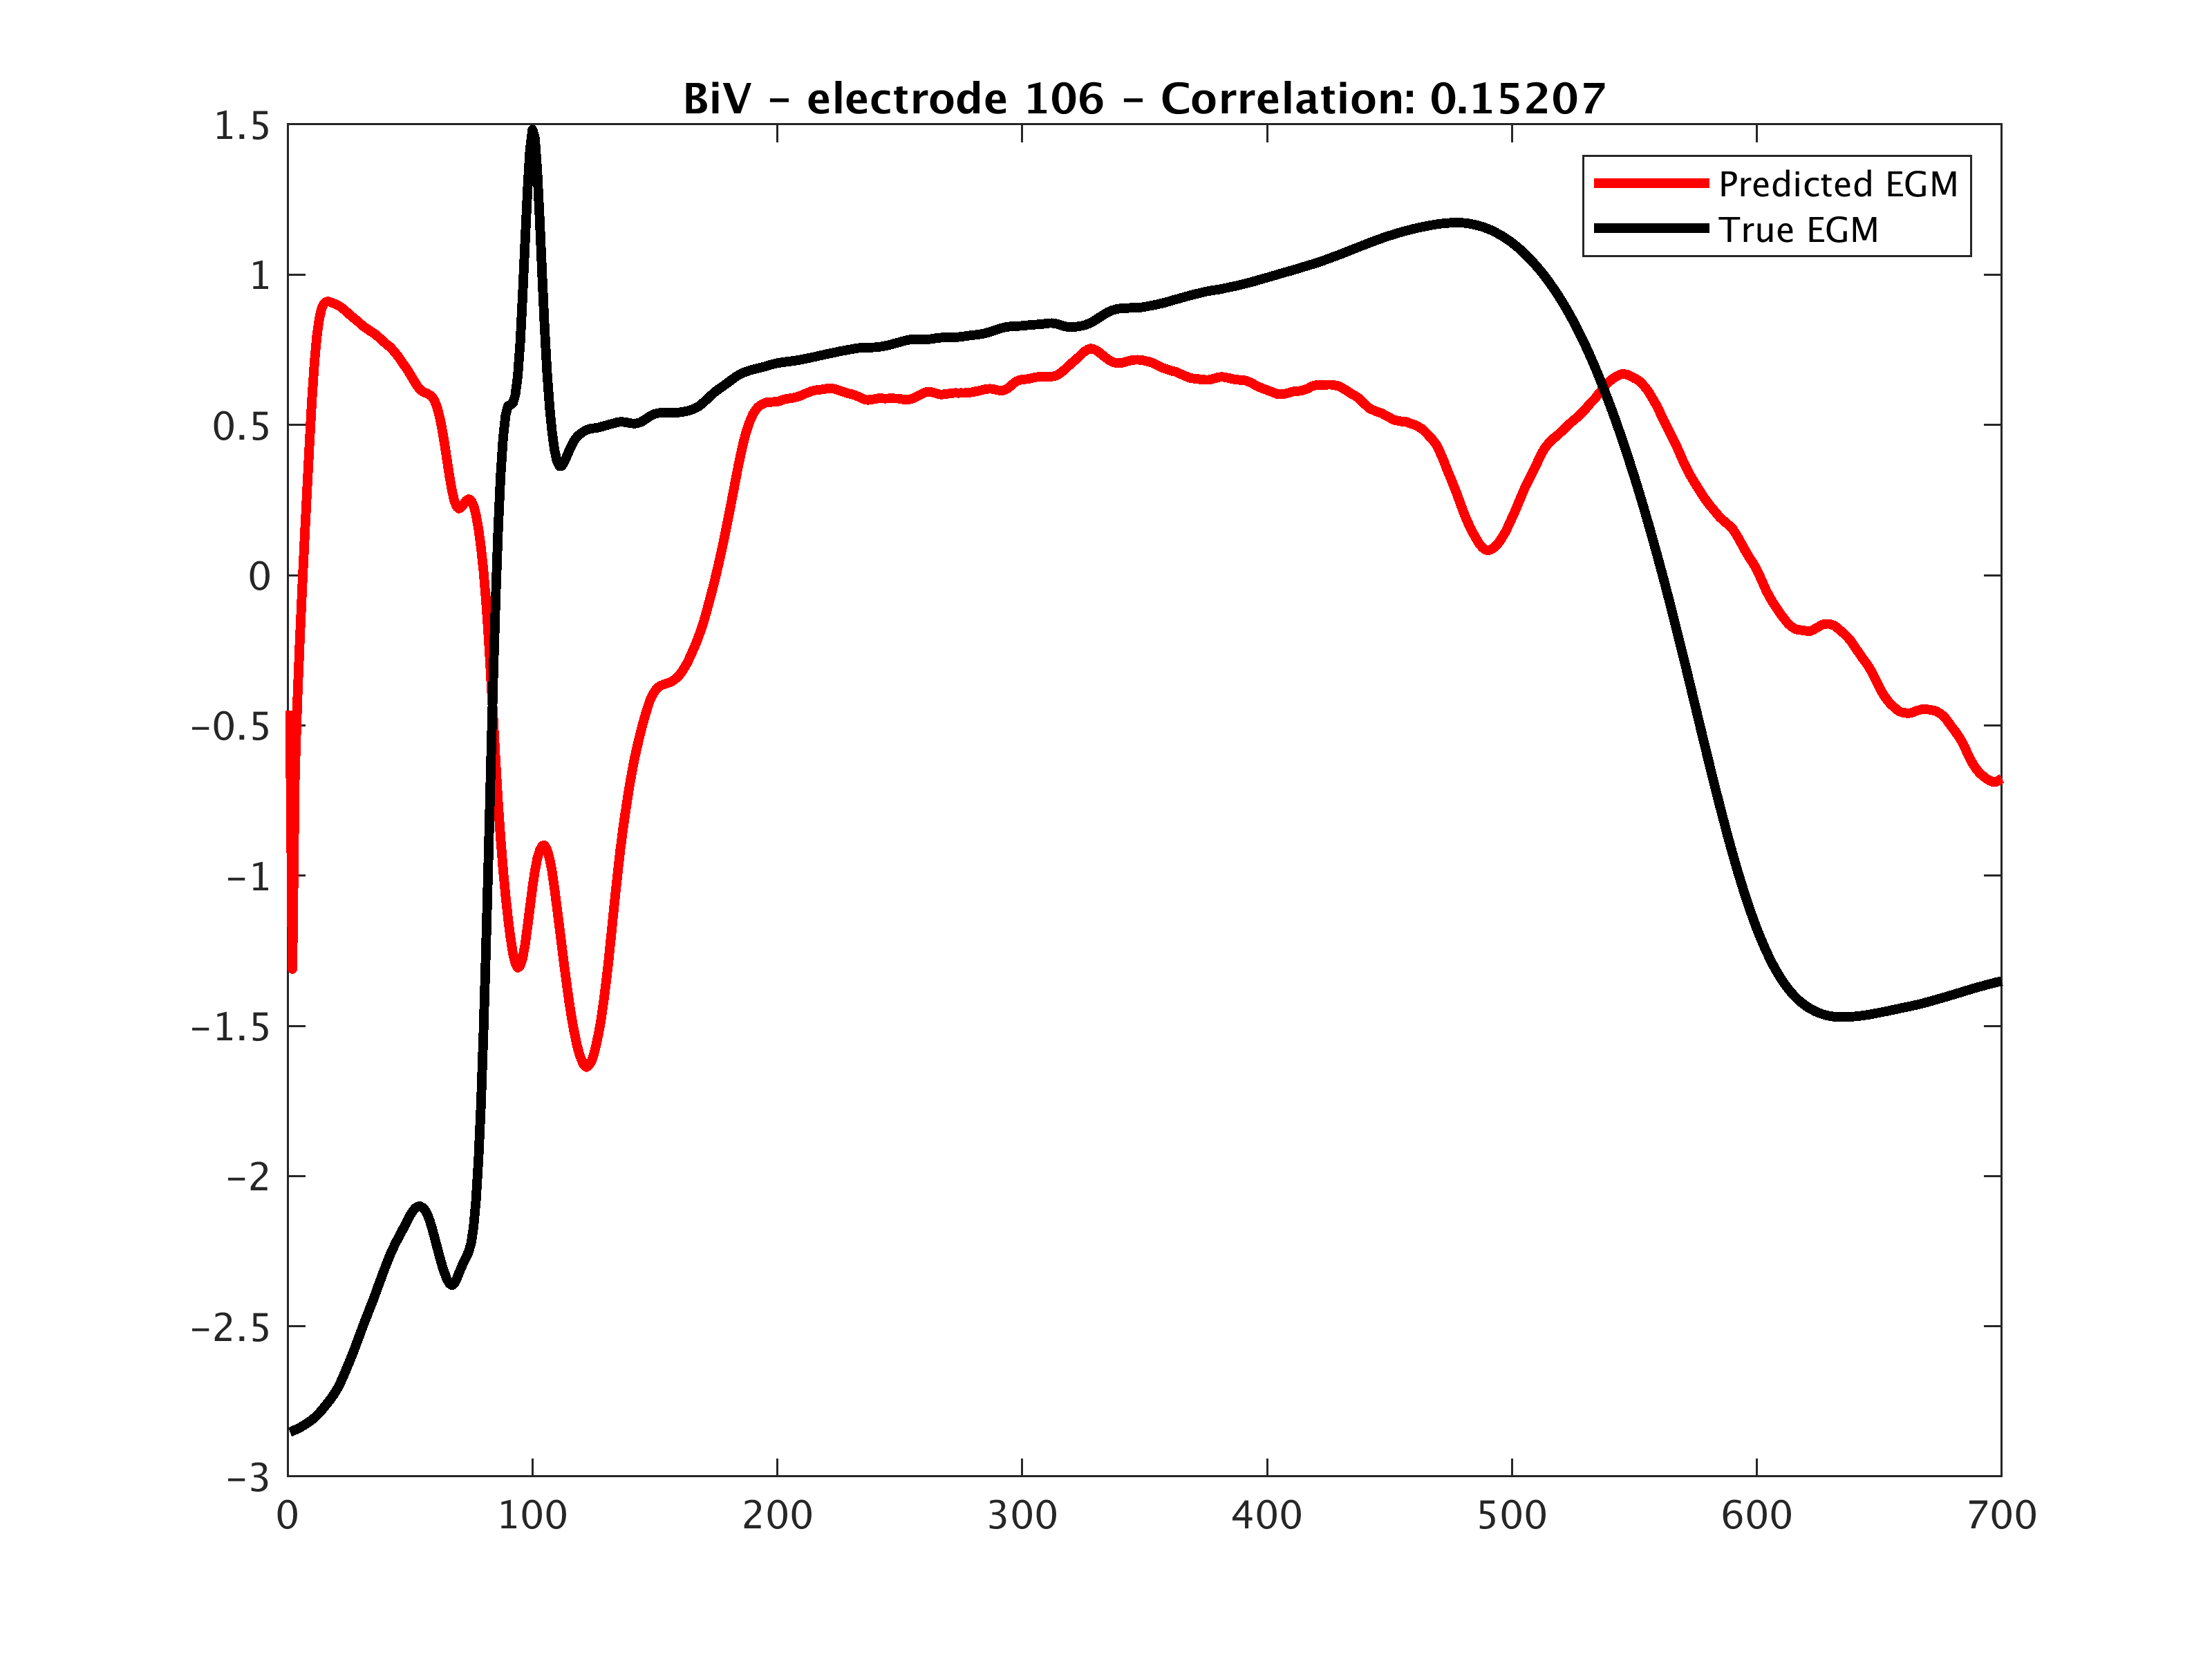 BiV – electrode 106 – Correlation: 0.15207
Predicted EGM
True EGM
1.5
1
0.5
0
−0.5
−1
−1.5
−2
−2.5
−3
0 100 200 300 400 500 600 700